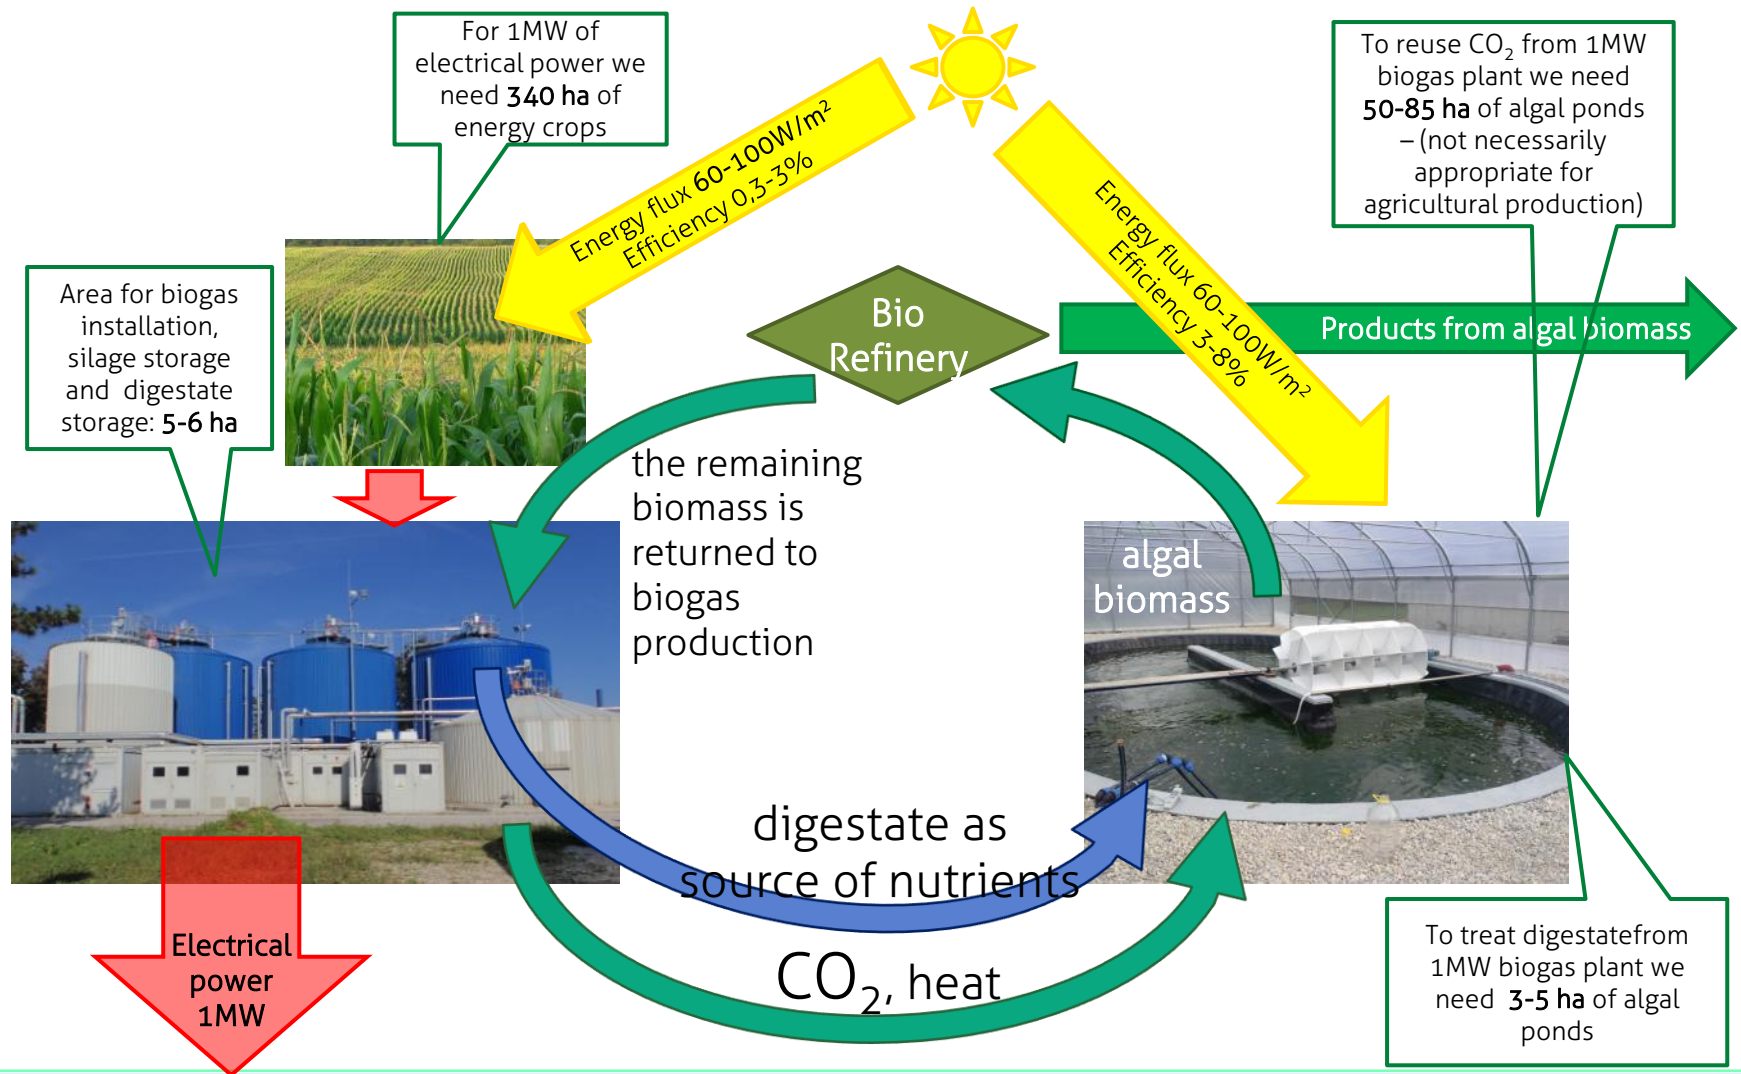 For 1MW of
electrical power we
need 340 ha of
energy crops
To reuse CO₂ from 1MW
biogas plant we need
50-85 ha of algal ponds
– (not necessarily
appropriate for
agricultural production)
Energy flux 60-100W/m²
Efficiency 0,3-3%
Energy flux 60-100W/m²
Efficiency 3-8%
Area for biogas
installation,
silage storage
and digestate
storage: 5-6 ha
Bio
Refinery
Products from algal biomass
the remaining
biomass is
returned to
biogas
production
algal
biomass
digestate as
source of nutrients
CO₂, heat
Electrical
power
1MW
To treat digestatefrom
1MW biogas plant we
need 3-5 ha of algal
ponds